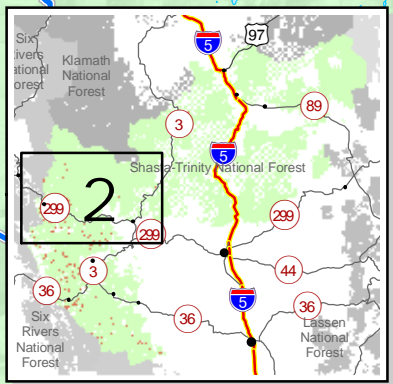 5
97
Six
Rivers
National
Forest
Klamath
National
Forest
89
3
5
Shasta-Trinity National Forest
2
299
299
299
3
44
36
5
36
36
Six
Rivers
National
Forest
Lassen
National
Forest